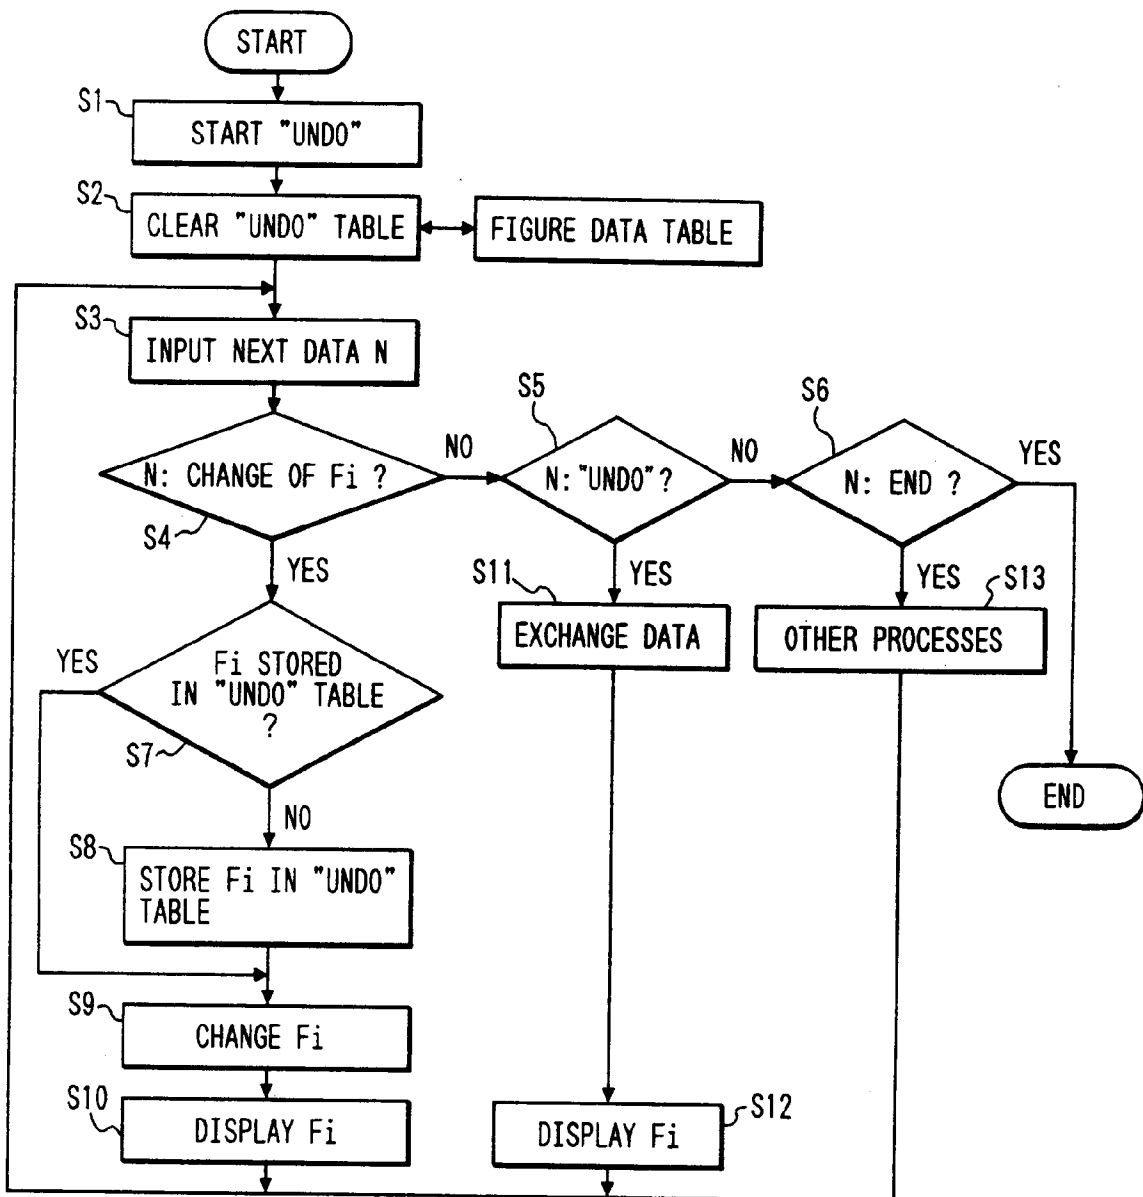 START
S1
START "UNDO"
S2
CLEAR "UNDO" TABLE
FIGURE DATA TABLE
S3
INPUT NEXT DATA N
S4
N: CHANGE OF Fi ?
NO
S5
N: "UNDO" ?
NO
S6
N: END ?
YES
YES
S11
YES
EXCHANGE DATA
YES
S13
OTHER PROCESSES
YES
Fi STORED
IN "UNDO" TABLE
?
S7
NO
END
S8
STORE Fi IN "UNDO"
TABLE
S9
CHANGE Fi
S10
DISPLAY Fi
S12
DISPLAY Fi